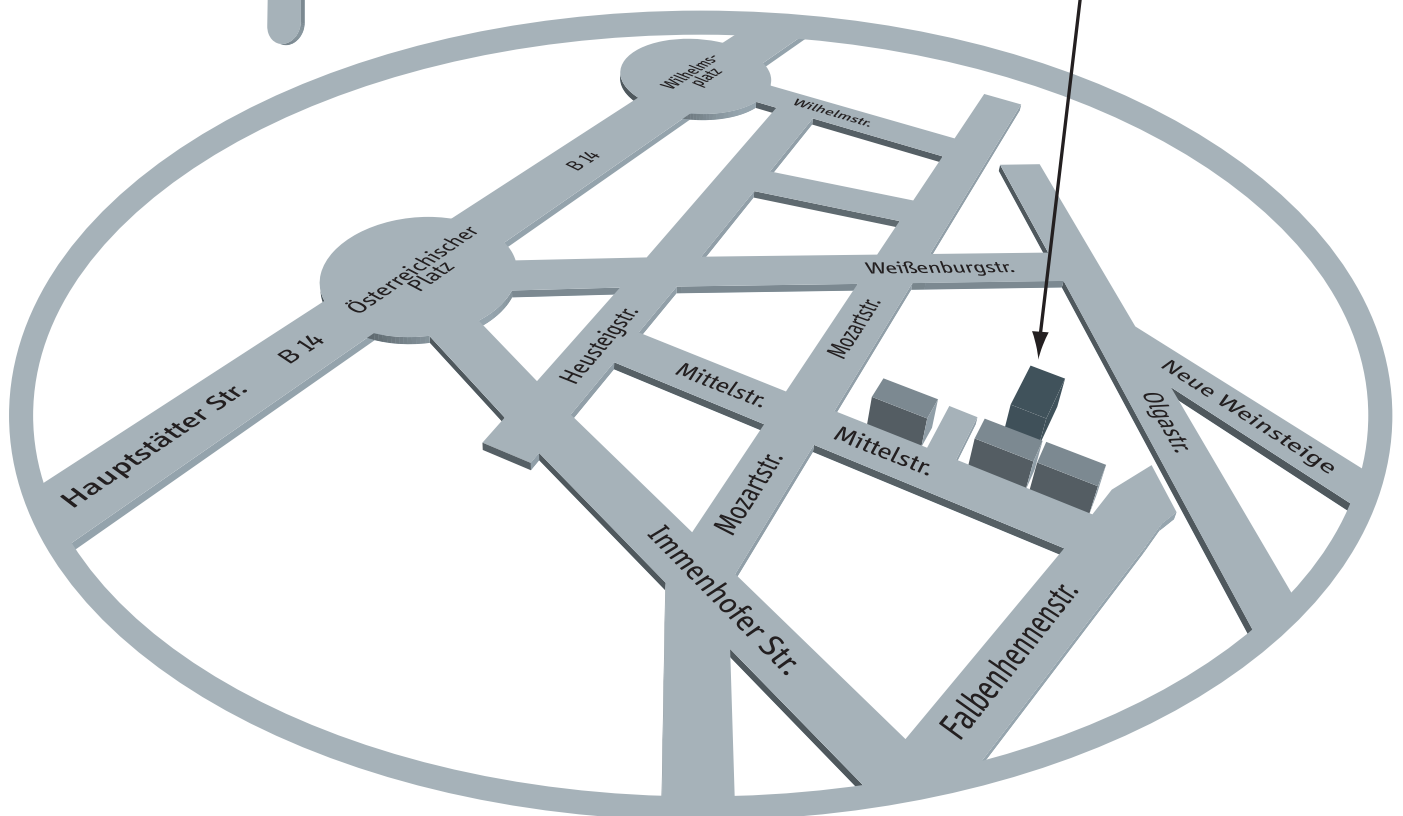 Wilhelms-
platz
Wilhelmstr.
B 14
Österreichischer
Platz
Weißenburgstr.
B 14
Heusteigstr.
Mozartstr.
Mittelstr.
Hauptstätter Str.
Neue Weinsteige
Olgastr.
Mittelstr.
Mozartstr.
Immenhofer Str.
Falbenhennenstr.